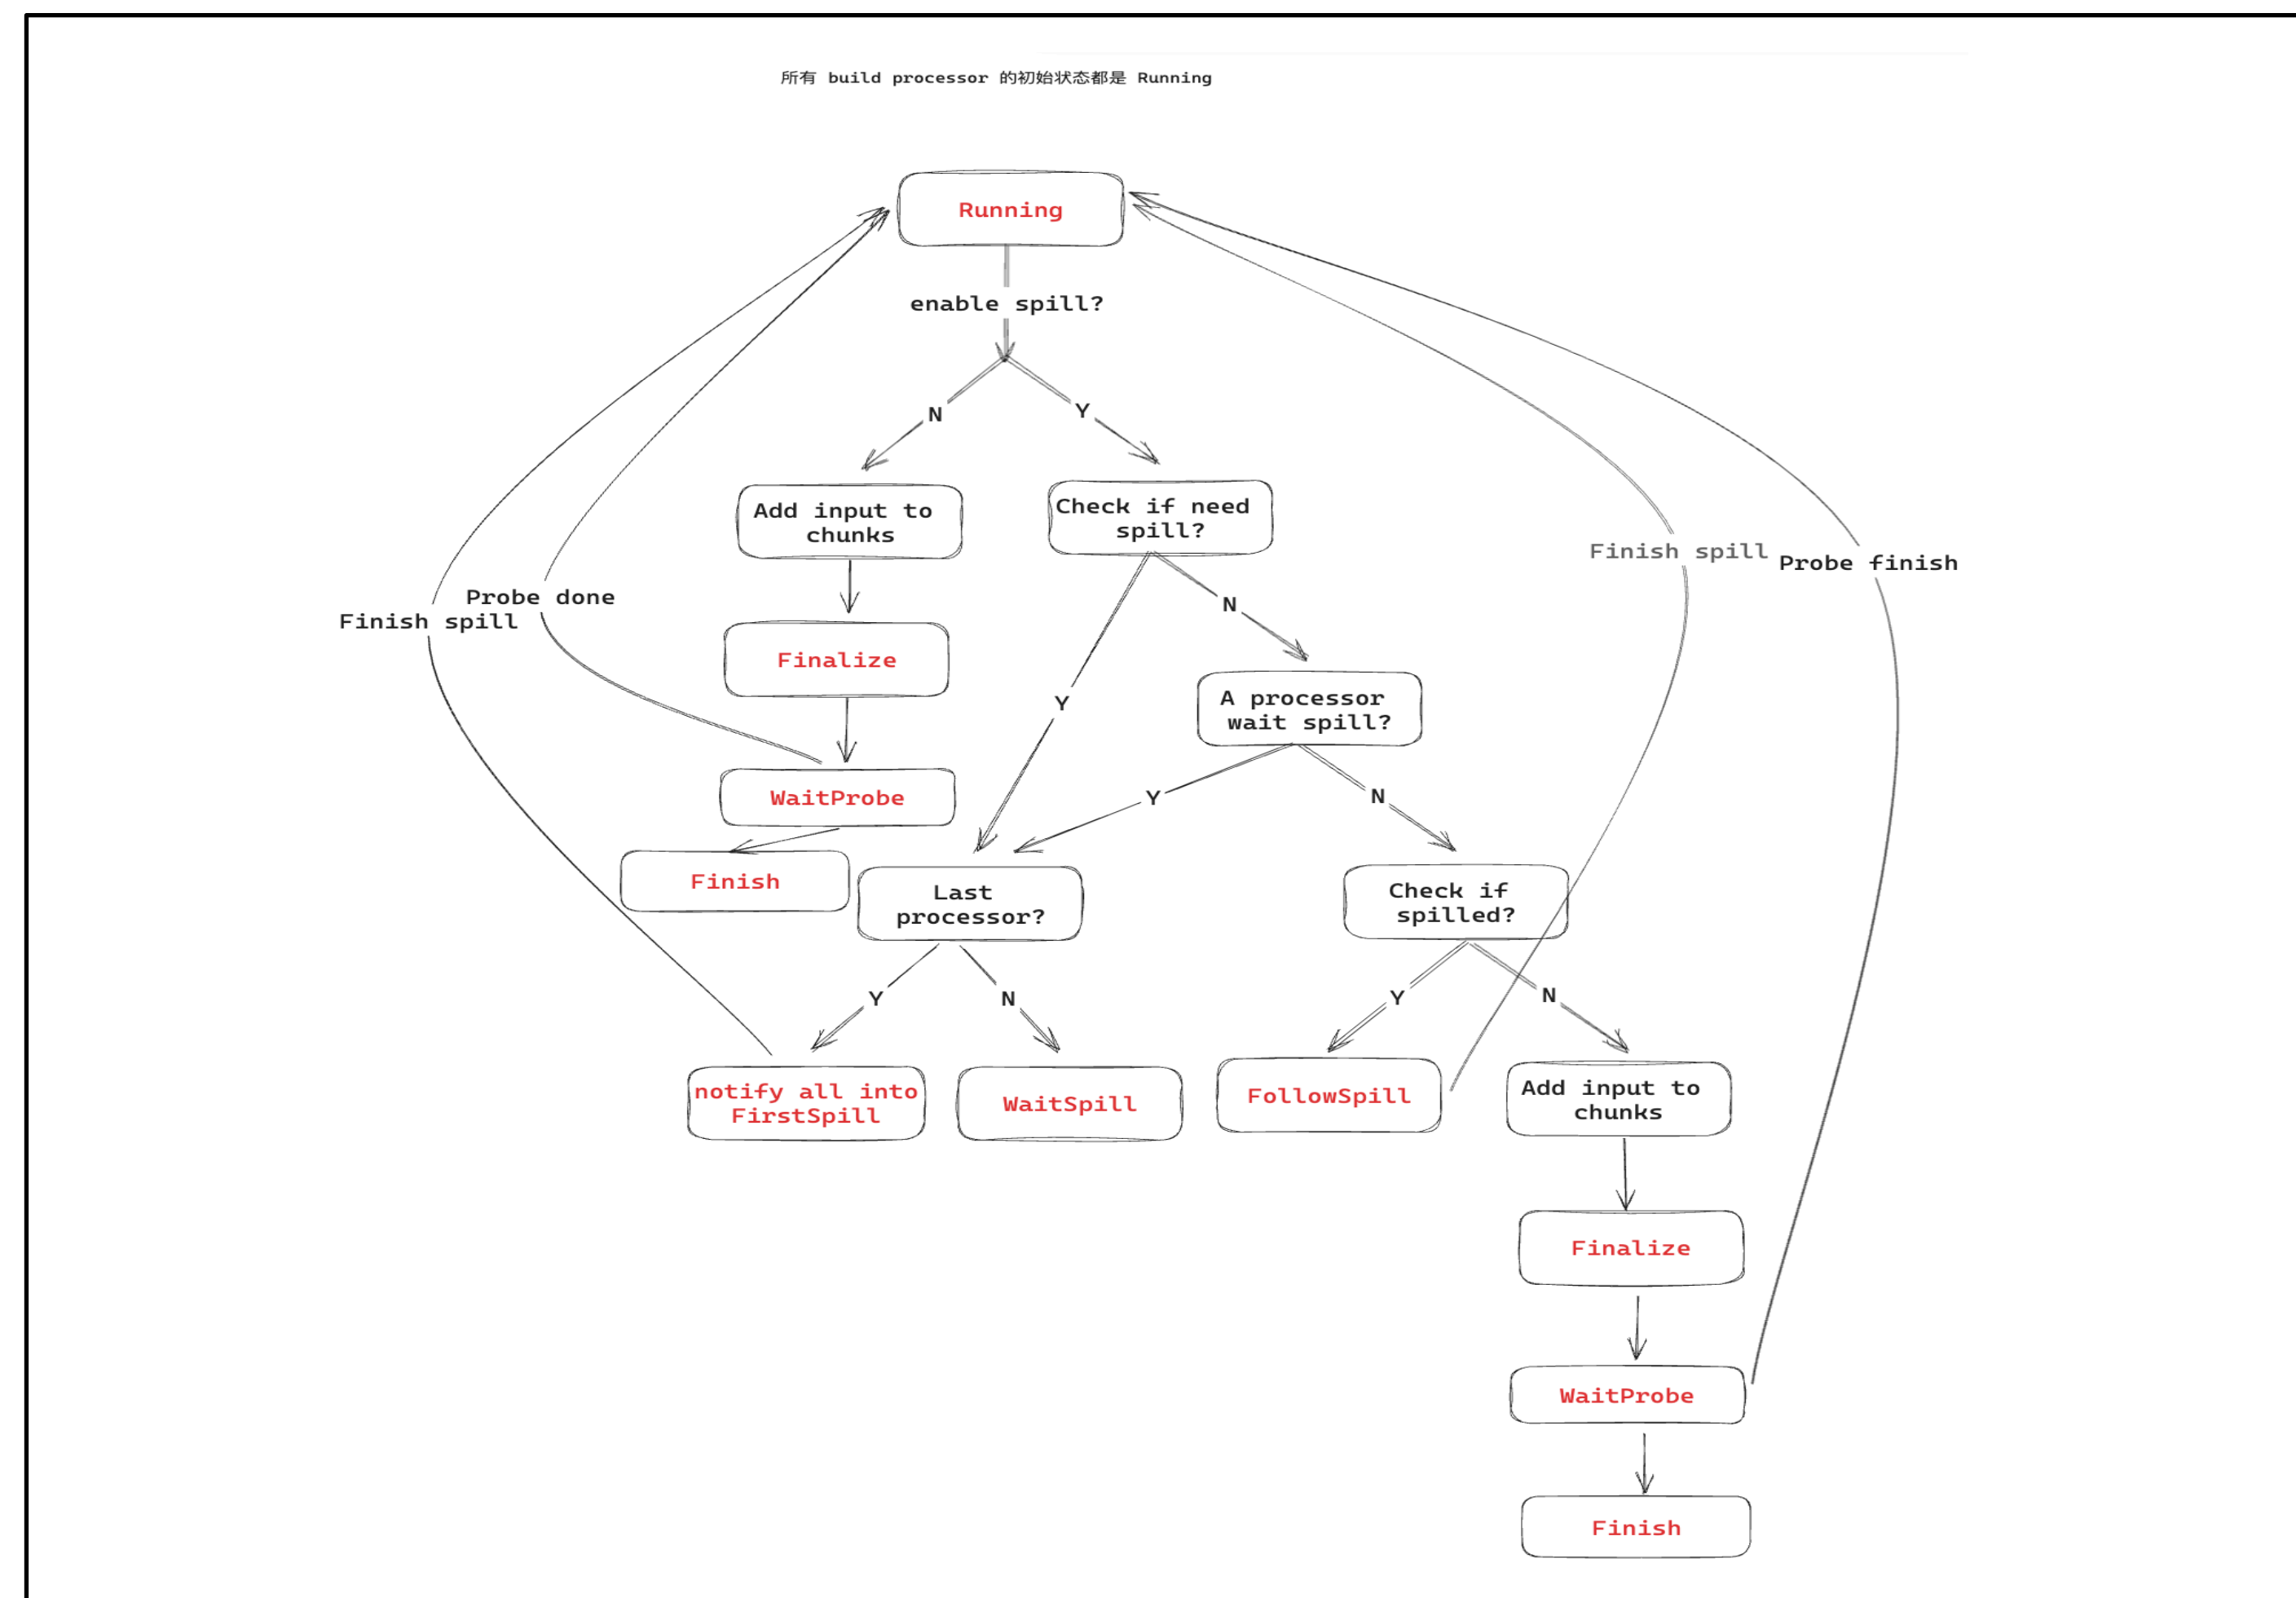 所有 build processor 的初始状态都是 Running
Running
enable spill?
N
Y
Add input to
chunks
Check if need
spill?
Finish spill
Probe finish
Probe done
Finish spill
N
Finalize
Y
A processor
wait spill?
WaitProbe
Y
N
Finish
Last
processor?
Check if
spilled?
Y
N
Y
N
notify all into
FirstSpill
WaitSpill
FollowSpill
Add input to
chunks
Finalize
WaitProbe
Finish